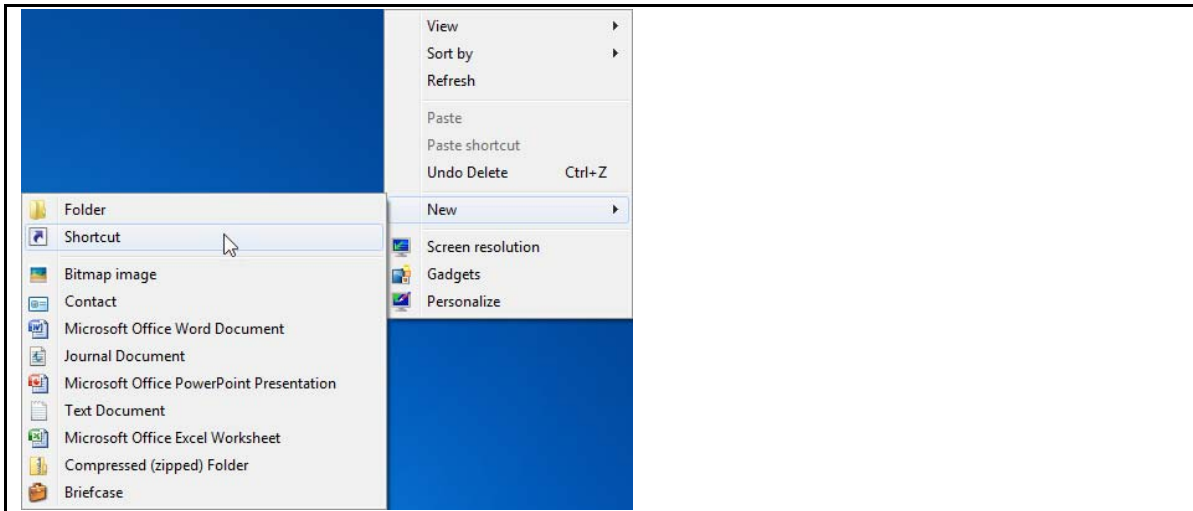 View
Sort by
Refresh
Paste
Paste shortcut
Undo Delete Ctrl+Z
New
Screen resolution
Gadgets
Personalize
Folder
Shortcut
Bitmap image
Contact
Microsoft Office Word Document
Journal Document
Microsoft Office PowerPoint Presentation
Text Document
Microsoft Office Excel Worksheet
Compressed (zipped) Folder
Briefcase